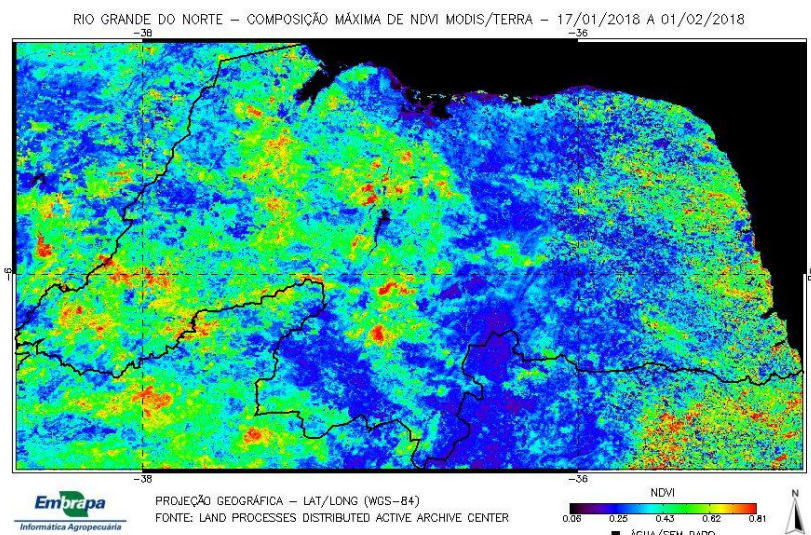 RIO GRANDE DO NORTE – COMPOSIÇÃO MÁXIMA DE NDVI MODIS/TERRA – 17/01/2018 A 01/02/2018
-38 -36
-6
-38 -36
Embrapa
Informática Agropecuária
PROJEÇÃO GEOGRÁFICA – LAT/LONG (WGS-84)
FONTE: LAND PROCESSES DISTRIBUTED ACTIVE ARCHIVE CENTER
NDVI
0.06 0.25 0.43 0.62 0.81
ÁGUA/SEM DADO
N